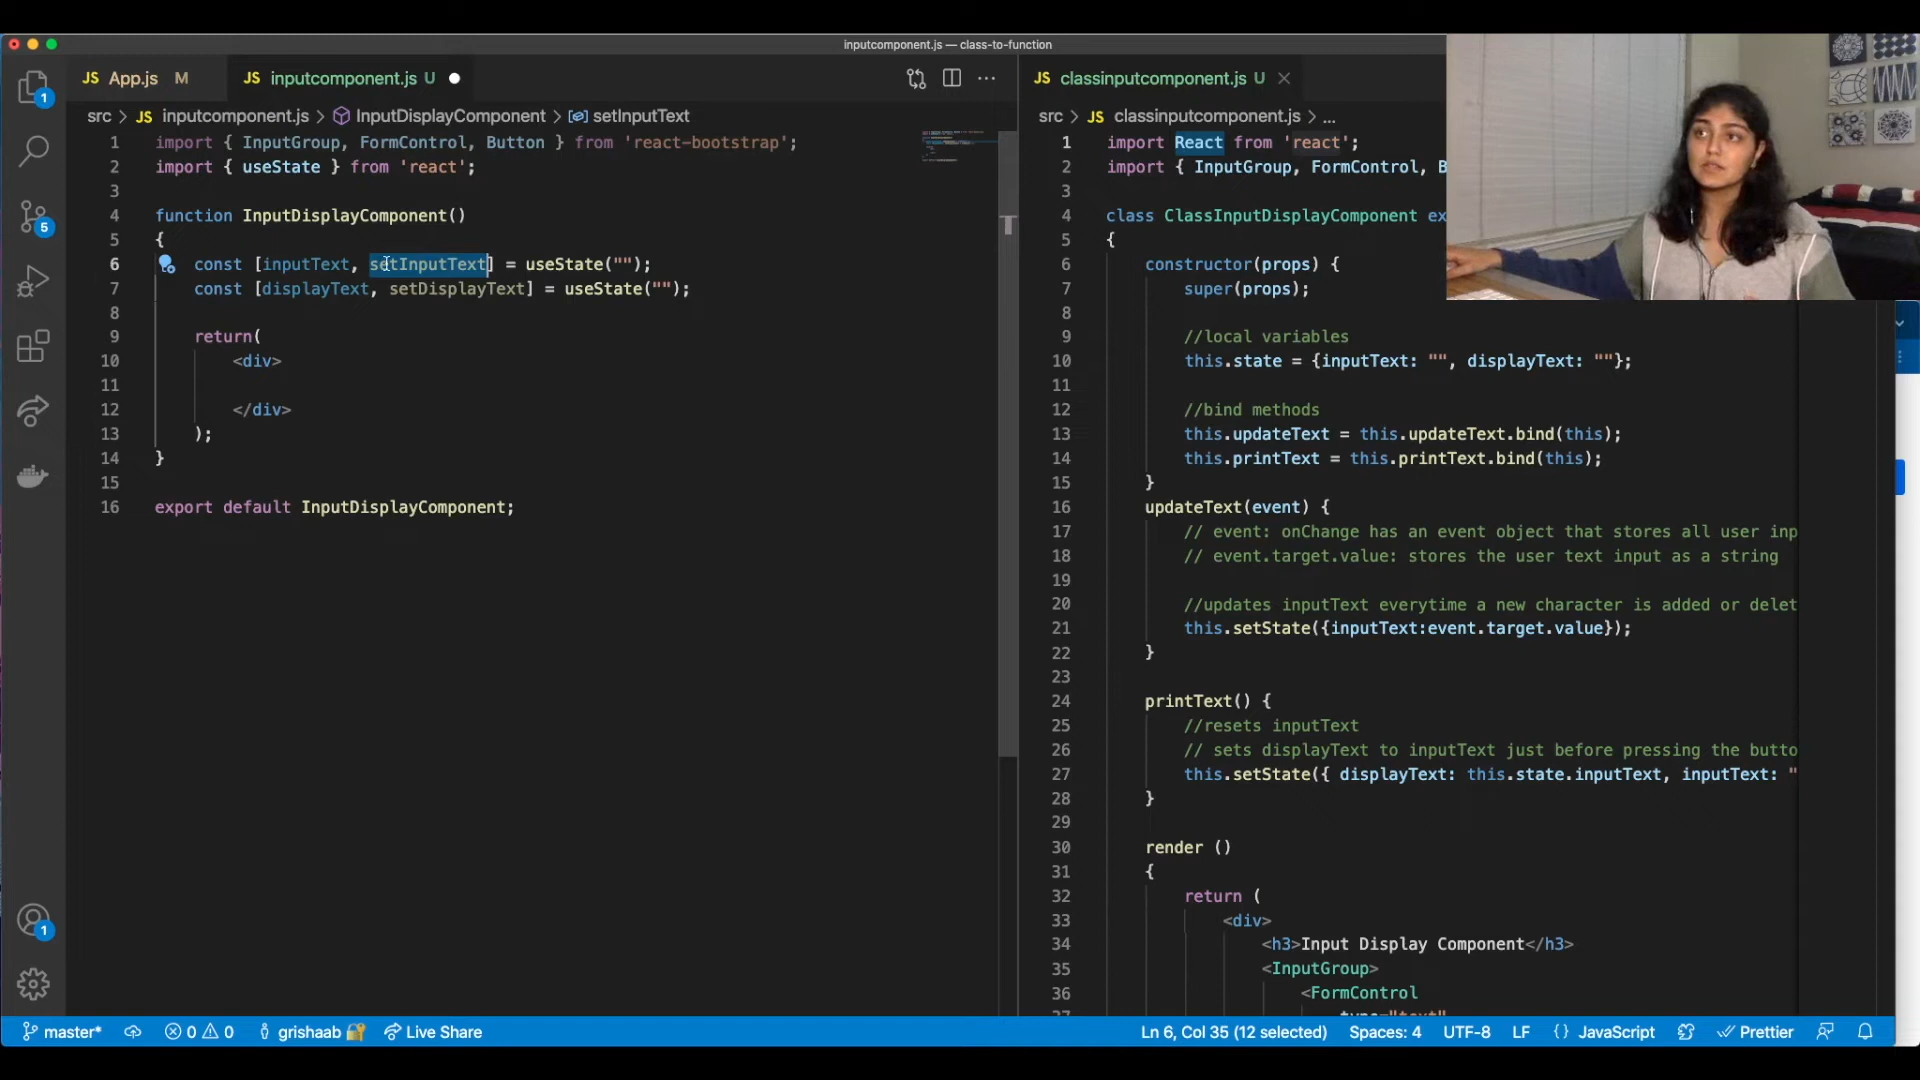 inputcomponent.js — class-to-function
JS App.js M
JS inputcomponent.js U
src > JS inputcomponent.js > InputDisplayComponent > setInputText
1 import { InputGroup, FormControl, Button } from 'react-bootstrap';
2 import { useState } from 'react';
3
4 function InputDisplayComponent()
5 {
6 const [inputText, setInputText] = useState("");
7 const [displayText, setDisplayText] = useState("");
8
9 return(
10 <div>
11
12 </div>
13 );
14 }
15
16 export default InputDisplayComponent;
JS classinputcomponent.js U
src > JS classinputcomponent.js > ...
1 import React from 'react';
2 import { InputGroup, FormControl, B
3
4 class ClassInputDisplayComponent ex
5 {
6 constructor(props) {
7 super(props);
8
9 //local variables
10 this.state = {inputText: "", displayText: ""};
11
12 //bind methods
13 this.updateText = this.updateText.bind(this);
14 this.printText = this.printText.bind(this);
15 }
16 updateText(event) {
17 // event: onChange has an event object that stores all user inp
18 // event.target.value: stores the user text input as a string
19
20 //updates inputText everytime a new character is added or delet
21 this.setState({inputText:event.target.value});
22 }
23
24 printText() {
25 //resets inputText
26 // sets displayText to inputText just before pressing the butto
27 this.setState({ displayText: this.state.inputText, inputText: "
28 }
29
30 render ()
31 {
32 return (
33 <div>
34 <h3>Input Display Component</h3>
35 <InputGroup>
36 <FormControl
1
5
1
master* 0 0 grishaab Live Share
Ln 6, Col 35 (12 selected) Spaces: 4 UTF-8 LF {} JavaScript Prettier